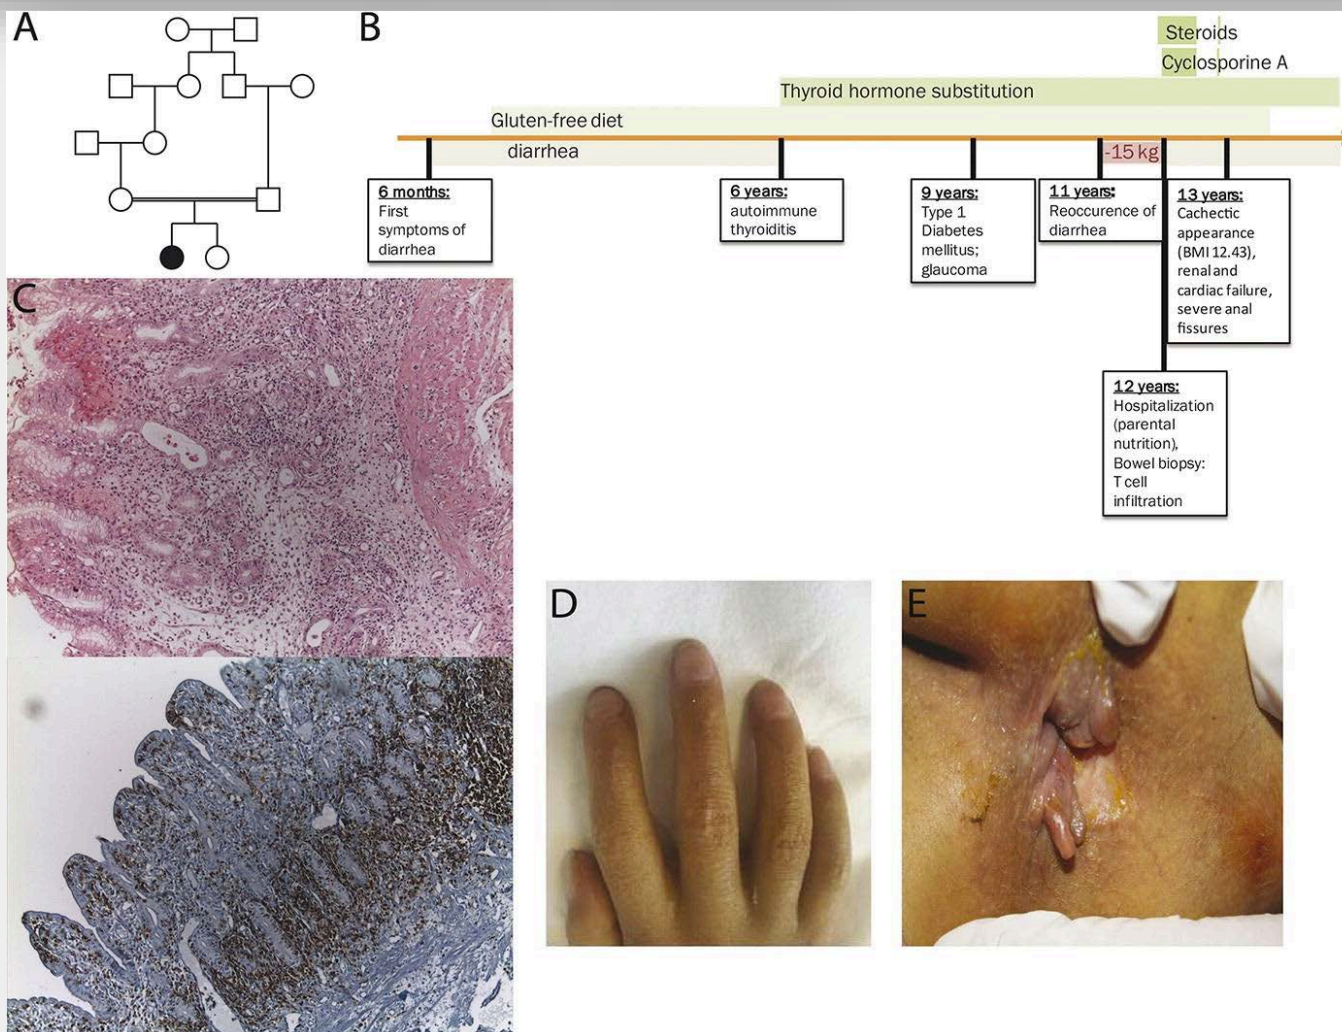 A
B
Steroids
Cyclosporine A
Thyroid hormone substitution
Gluten-free diet
diarrhea
-15 kg
6 months:
First
symptoms of
diarrhea
6 years:
autoimmune
thyroiditis
9 years:
Type 1
Diabetes
mellitus;
glaucoma
11 years:
Reoccurence of
diarrhea
13 years:
Cachectic
appearance
(BMI 12.43),
renal and
cardiac failure,
severe anal
fissures
12 years:
Hospitalization
(parental
nutrition),
Bowel biopsy:
T cell
infiltration
C
D
E